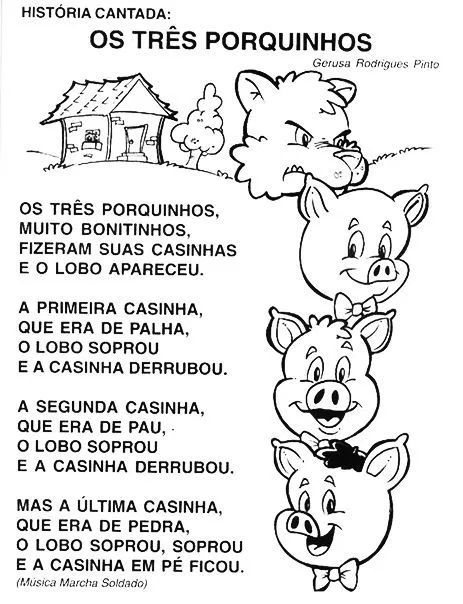 HISTÓRIA CANTADA:
OS TRÊS PORQUINHOS
Gerusa Rodrigues Pinto
OS TRÊS PORQUINHOS,
MUITO BONITINHOS,
FIZERAM SUAS CASINHAS
E O LOBO APARECEU.
A PRIMEIRA CASINHA,
QUE ERA DE PALHA,
O LOBO SOPROU
E A CASINHA DERRUBOU.
A SEGUNDA CASINHA,
QUE ERA DE PAU,
O LOBO SOPROU
E A CASINHA DERRUBOU.
MAS A ÚLTIMA CASINHA,
QUE ERA DE PEDRA,
O LOBO SOPROU, SOPROU
E A CASINHA EM PÉ FICOU.
(Música Marcha Soldado)